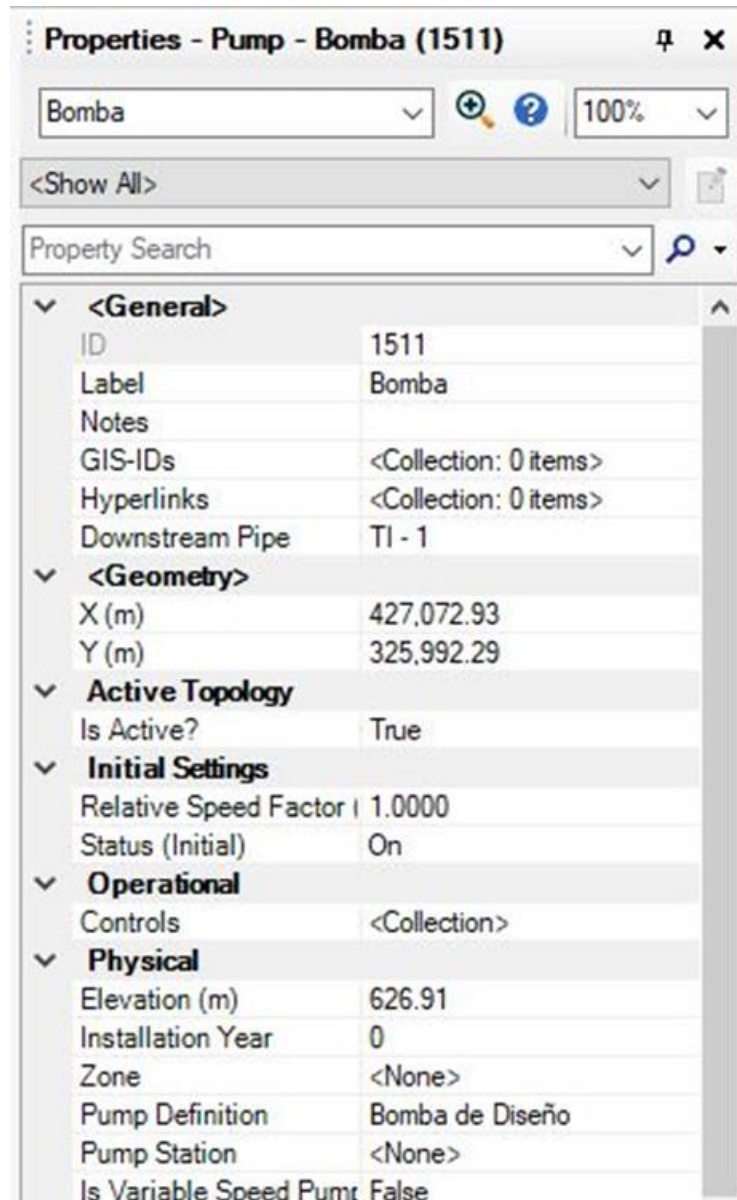 Properties - Pump - Bomba (1511)
Bomba 100%
<Show All>
Property Search
<General>
ID 1511
Label Bomba
Notes
GIS-IDs <Collection: 0 items>
Hyperlinks <Collection: 0 items>
Downstream Pipe TI - 1
<Geometry>
X (m) 427,072.93
Y (m) 325,992.29
Active Topology
Is Active? True
Initial Settings
Relative Speed Factor ( 1.0000
Status (Initial) On
Operational
Controls <Collection>
Physical
Elevation (m) 626.91
Installation Year 0
Zone <None>
Pump Definition Bomba de Diseño
Pump Station <None>
Is Variable Speed Pump False